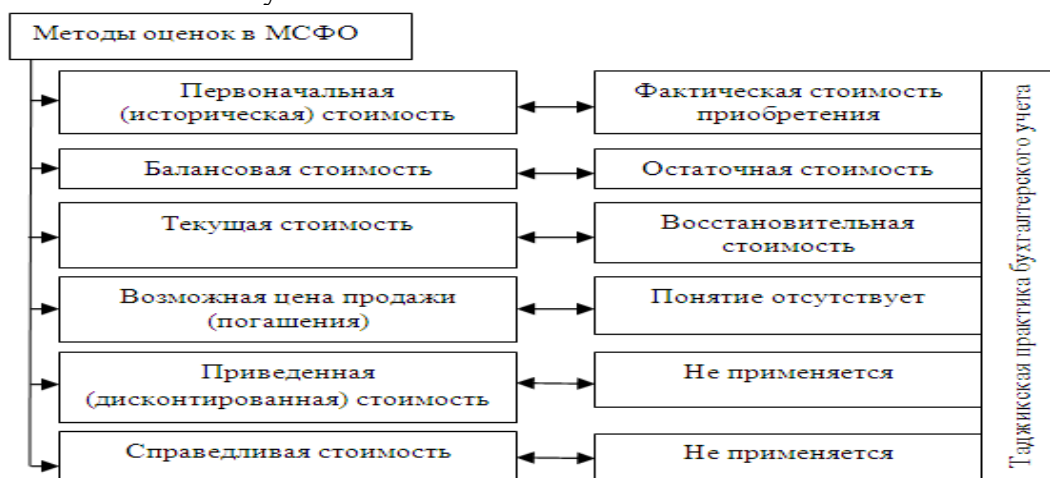 Методы оценок в МСФО
Первоначальная
(историческая) стоимость
Фактическая стоимость
приобретения
Балансовая стоимость
Остаточная стоимость
Текущая стоимость
Восстановительная
стоимость
Возможная цена продажи
(погашения)
Понятие отсутствует
Приведенная
(дисконтированная) стоимость
Не применяется
Справедливая стоимость
Не применяется
Таджикская практика бухгалтерского учета